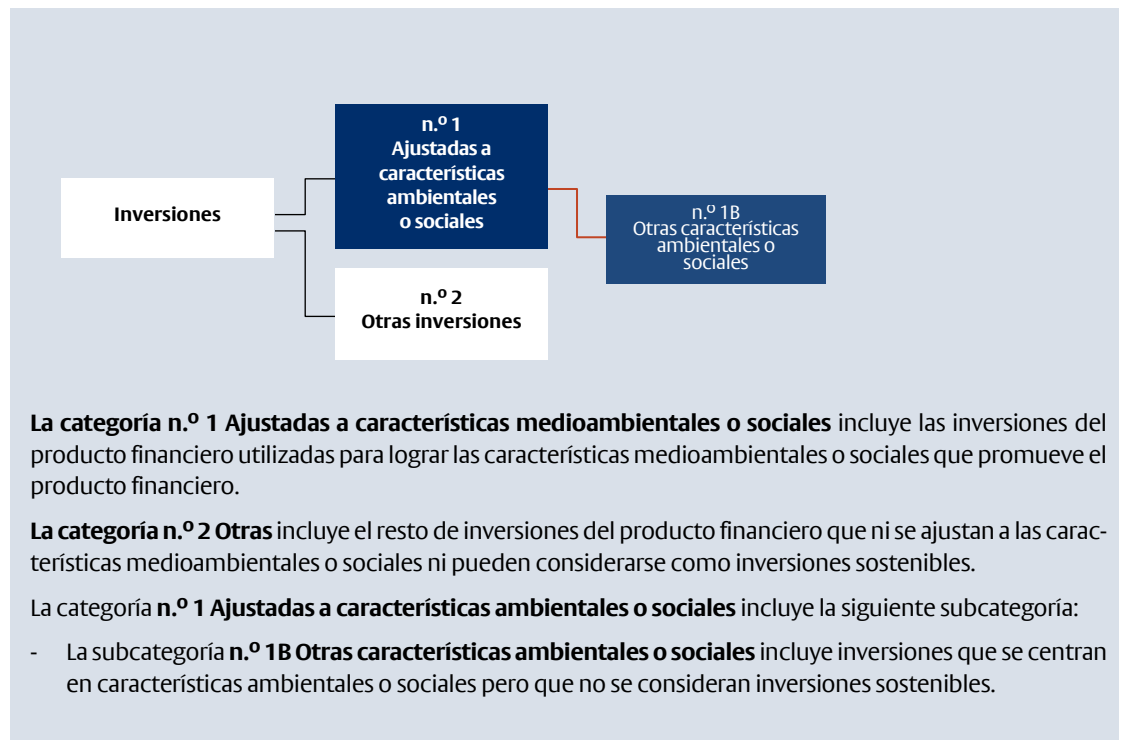 n.º 1
Ajustadas a
características
ambientales
o sociales
Inversiones
n.º 1B
Otras características
ambientales o
sociales
n.º 2
Otras inversiones
La categoría n.º 1 Ajustadas a características medioambientales o sociales incluye las inversiones del
producto financiero utilizadas para lograr las características medioambientales o sociales que promueve el
producto financiero.
La categoría n.º 2 Otras incluye el resto de inversiones del producto financiero que ni se ajustan a las carac-
terísticas medioambientales o sociales ni pueden considerarse como inversiones sostenibles.
La categoría n.º 1 Ajustadas a características ambientales o sociales incluye la siguiente subcategoría:
- La subcategoría n.º 1B Otras características ambientales o sociales incluye inversiones que se centran
en características ambientales o sociales pero que no se consideran inversiones sostenibles.